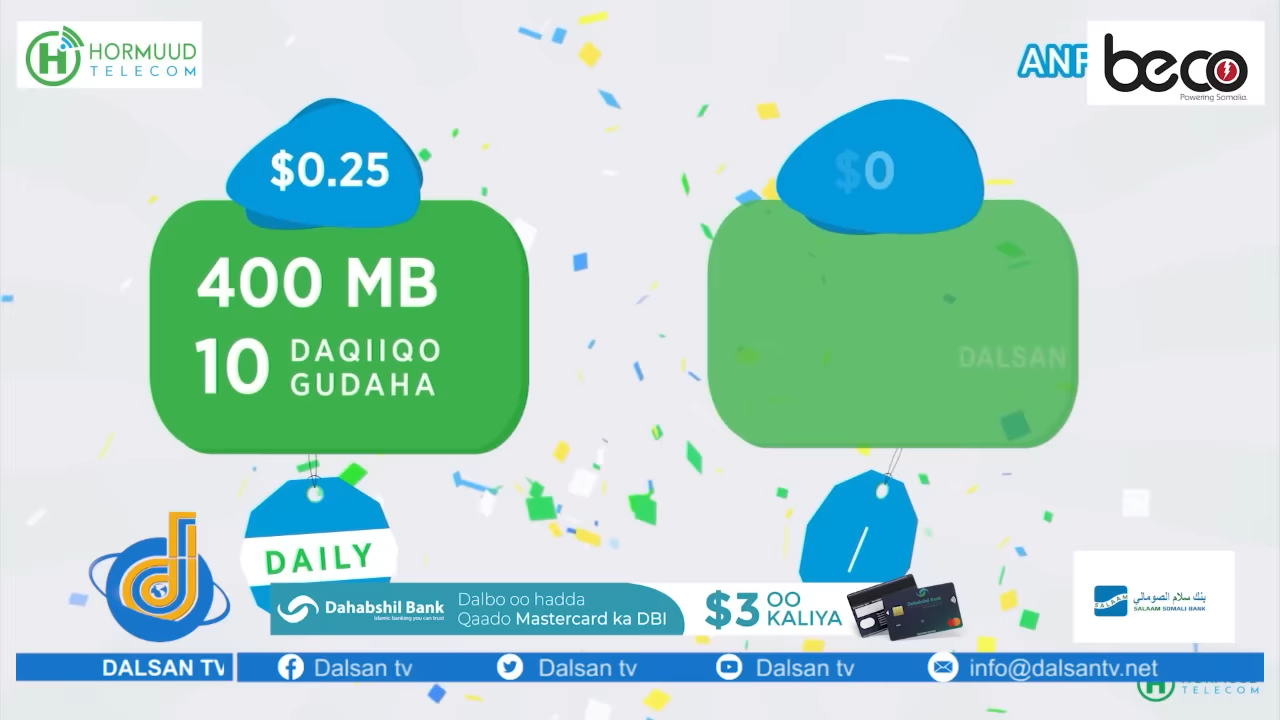 HORMUUD
TELECOM
ANF
beco
Powering Somalia.
$0.25
$0
400 MB
10 DAQIIQO
GUDAHA
DALSAN
DAILY
Dahabshil Bank
Islamic banking you can trust
Dalbo oo hadda
Qaado Mastercard ka DBI
$3 OO
KALIYA
بنك سلام الصومالي
SALAAM SOMALI BANK
DALSAN TV
Dalsan tv
Dalsan tv
Dalsan tv
info@dalsantv.net
HORMUUD
TELECOM